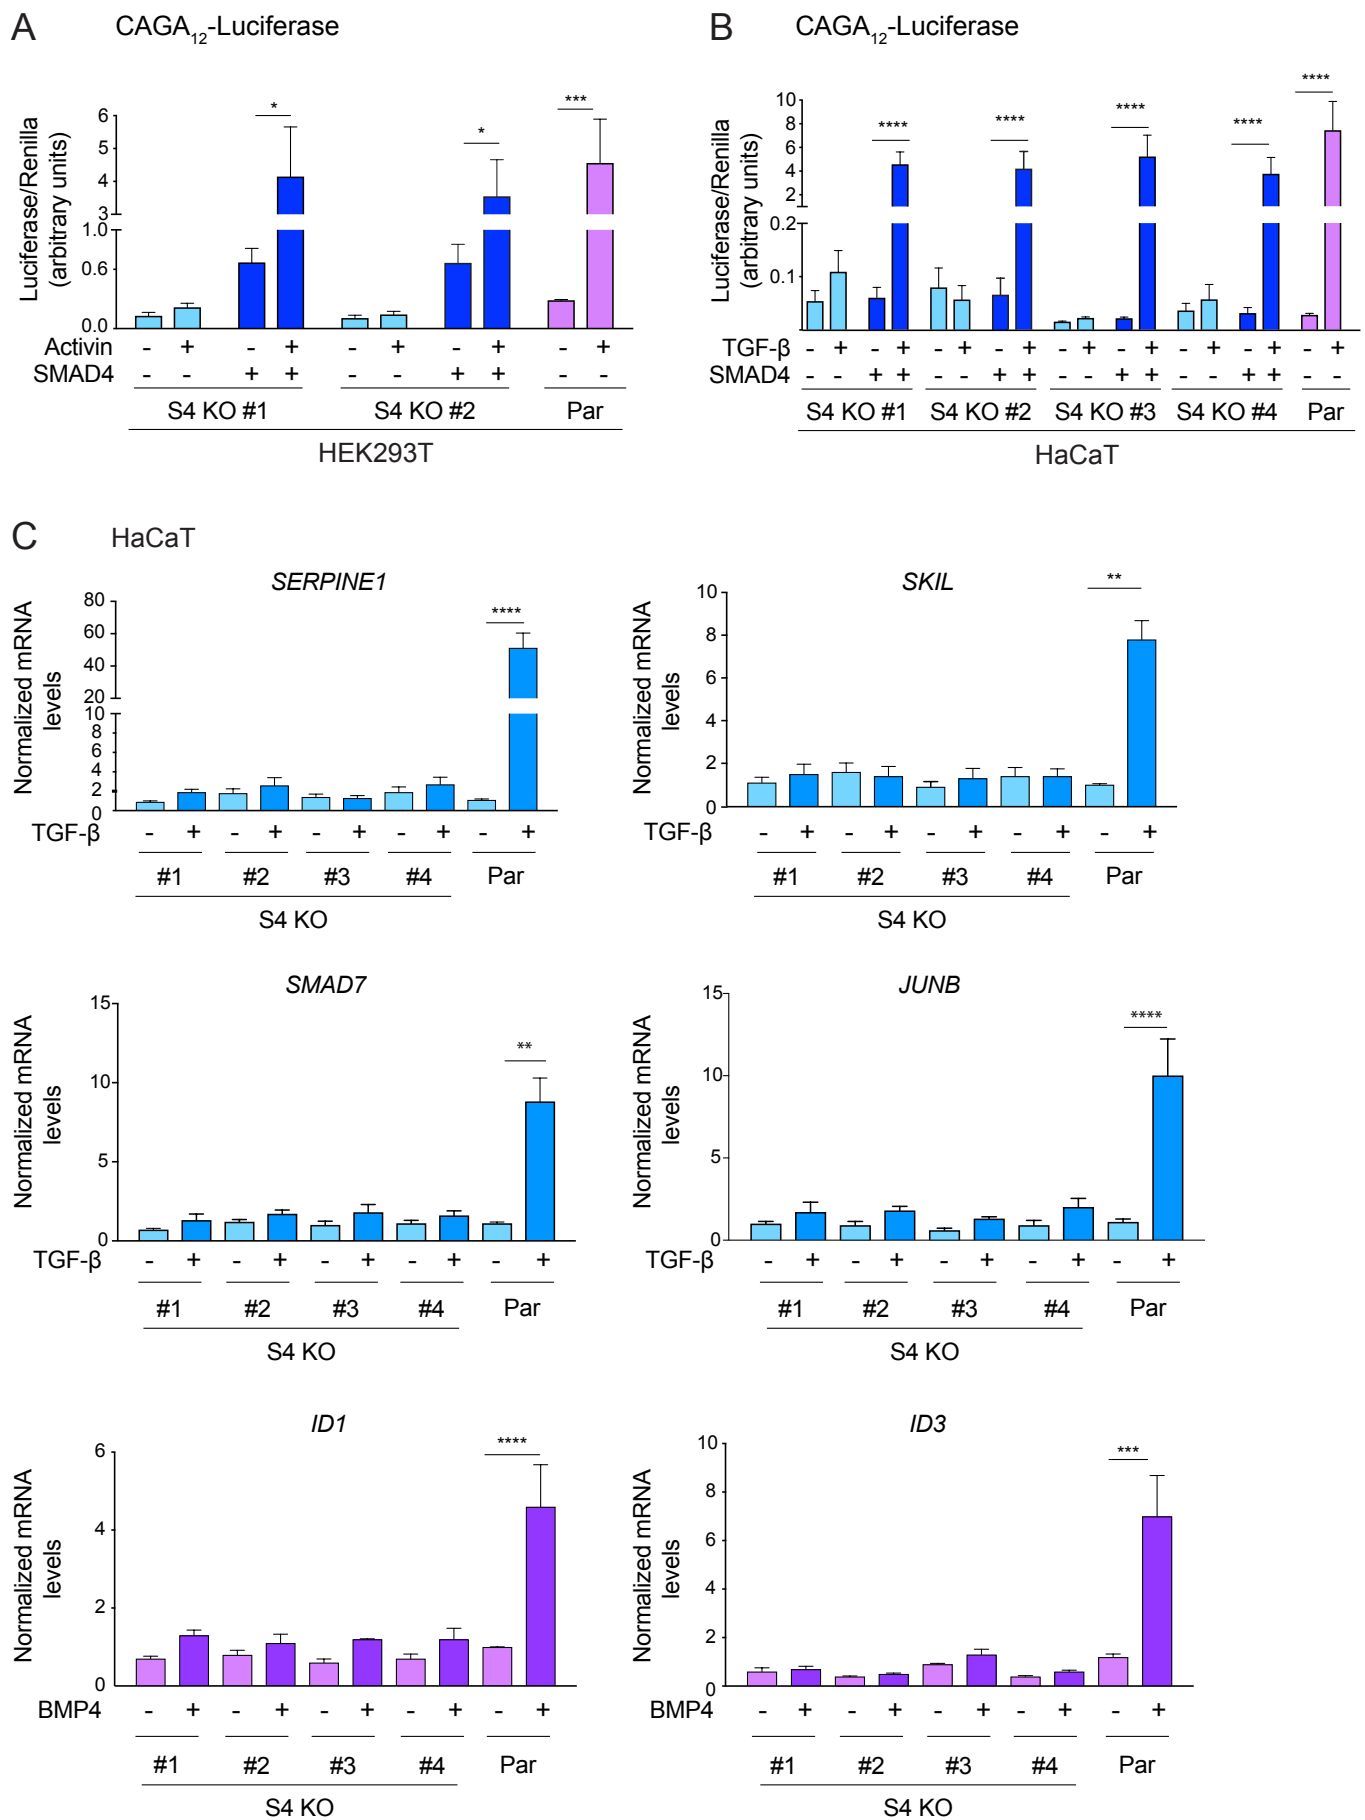 A CAGA12-Luciferase
Luciferase/Renilla
(arbitrary units)
6
5
4
3
1.0
0.6
0.0
* * ***
Activin - + - + - + - + - +
SMAD4 - - + + - - + + - -
S4 KO #1 S4 KO #2 Par
HEK293T
B CAGA12-Luciferase
Luciferase/Renilla
(arbitrary units)
10
8
6
4
2
0.2
0.1
**** **** **** **** ****
TGF-β - + - + - + - + - + - + - + - + - +
SMAD4 - - + + - - + + - - + + - - + + - -
S4 KO #1 S4 KO #2 S4 KO #3 S4 KO #4 Par
HaCaT
C HaCaT
SERPINE1
Normalized mRNA
levels
80
60
40
20
10
8
6
4
2
0
****
TGF-β - + - + - + - + - +
#1 #2 #3 #4 Par
S4 KO
SKIL
Normalized mRNA
levels
10
8
6
4
2
0
**
TGF-β - + - + - + - + - +
#1 #2 #3 #4 Par
S4 KO
SMAD7
Normalized mRNA
levels
15
10
5
0
**
TGF-β - + - + - + - + - +
#1 #2 #3 #4 Par
S4 KO
JUNB
Normalized mRNA
levels
15
10
5
0
****
TGF-β - + - + - + - + - +
#1 #2 #3 #4 Par
S4 KO
ID1
Normalized mRNA
levels
6
4
2
0
****
BMP4 - + - + - + - + - +
#1 #2 #3 #4 Par
S4 KO
ID3
Normalized mRNA
levels
10
8
6
4
2
0
***
BMP4 - + - + - + - + - +
#1 #2 #3 #4 Par
S4 KO